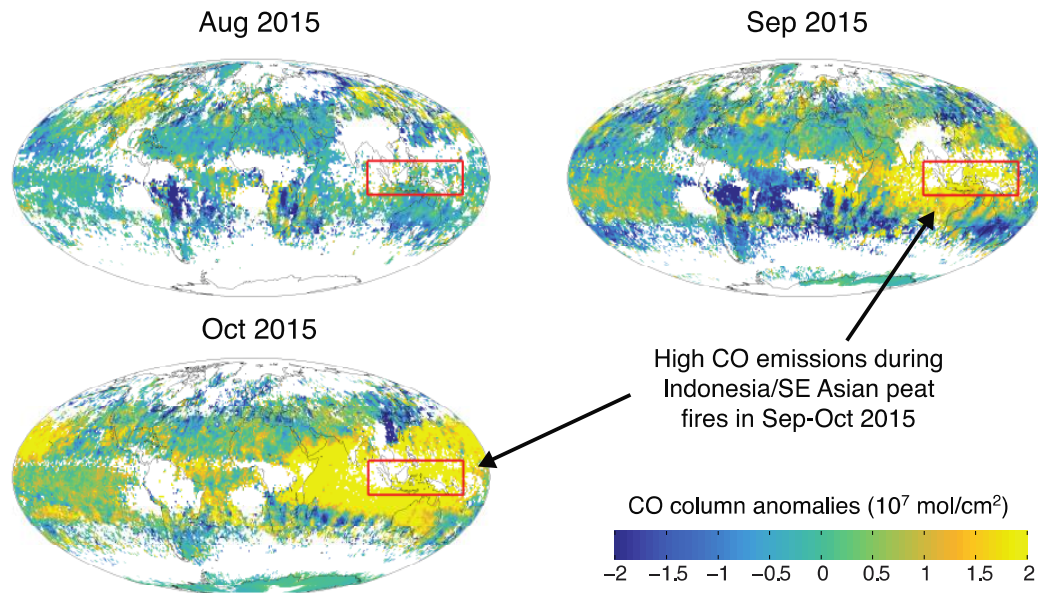 Aug 2015
Sep 2015
Oct 2015
High CO emissions during
Indonesia/SE Asian peat
fires in Sep-Oct 2015
CO column anomalies (10⁷ mol/cm²)
−2 −1.5 −1 −0.5 0 0.5 1 1.5 2